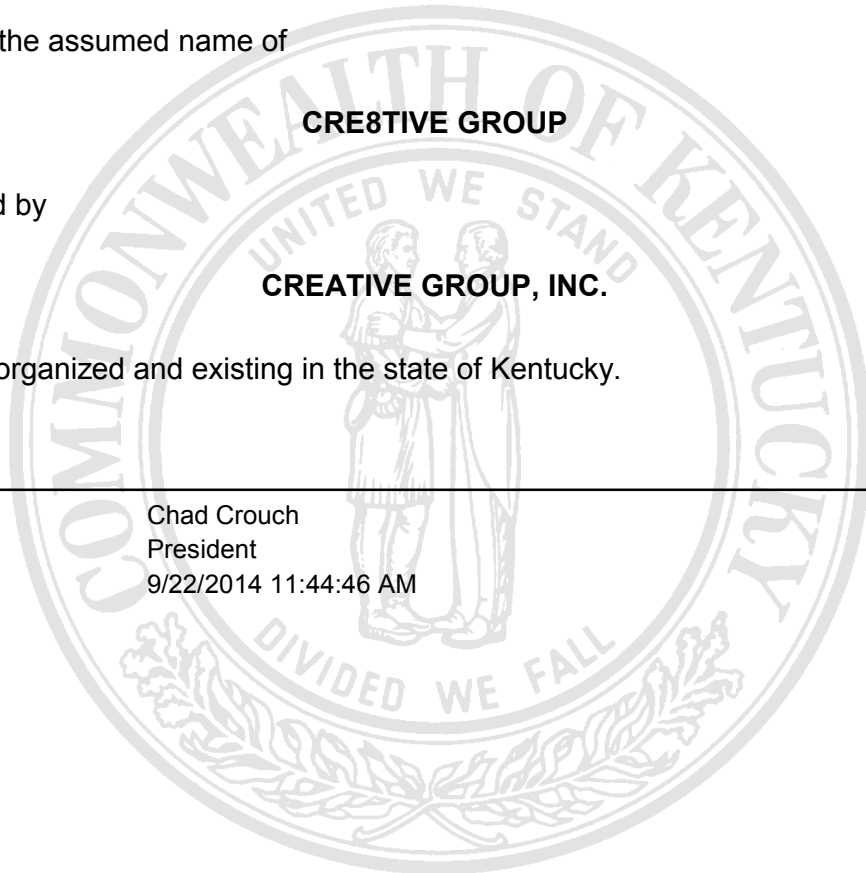 the assumed name of
CRE8TIVE GROUP
d by
CREATIVE GROUP, INC.
organized and existing in the state of Kentucky.
Chad Crouch
President
9/22/2014 11:44:46 AM
COMMONWEALTH OF KENTUCKY
UNITED WE STAND
DIVIDED WE FALL